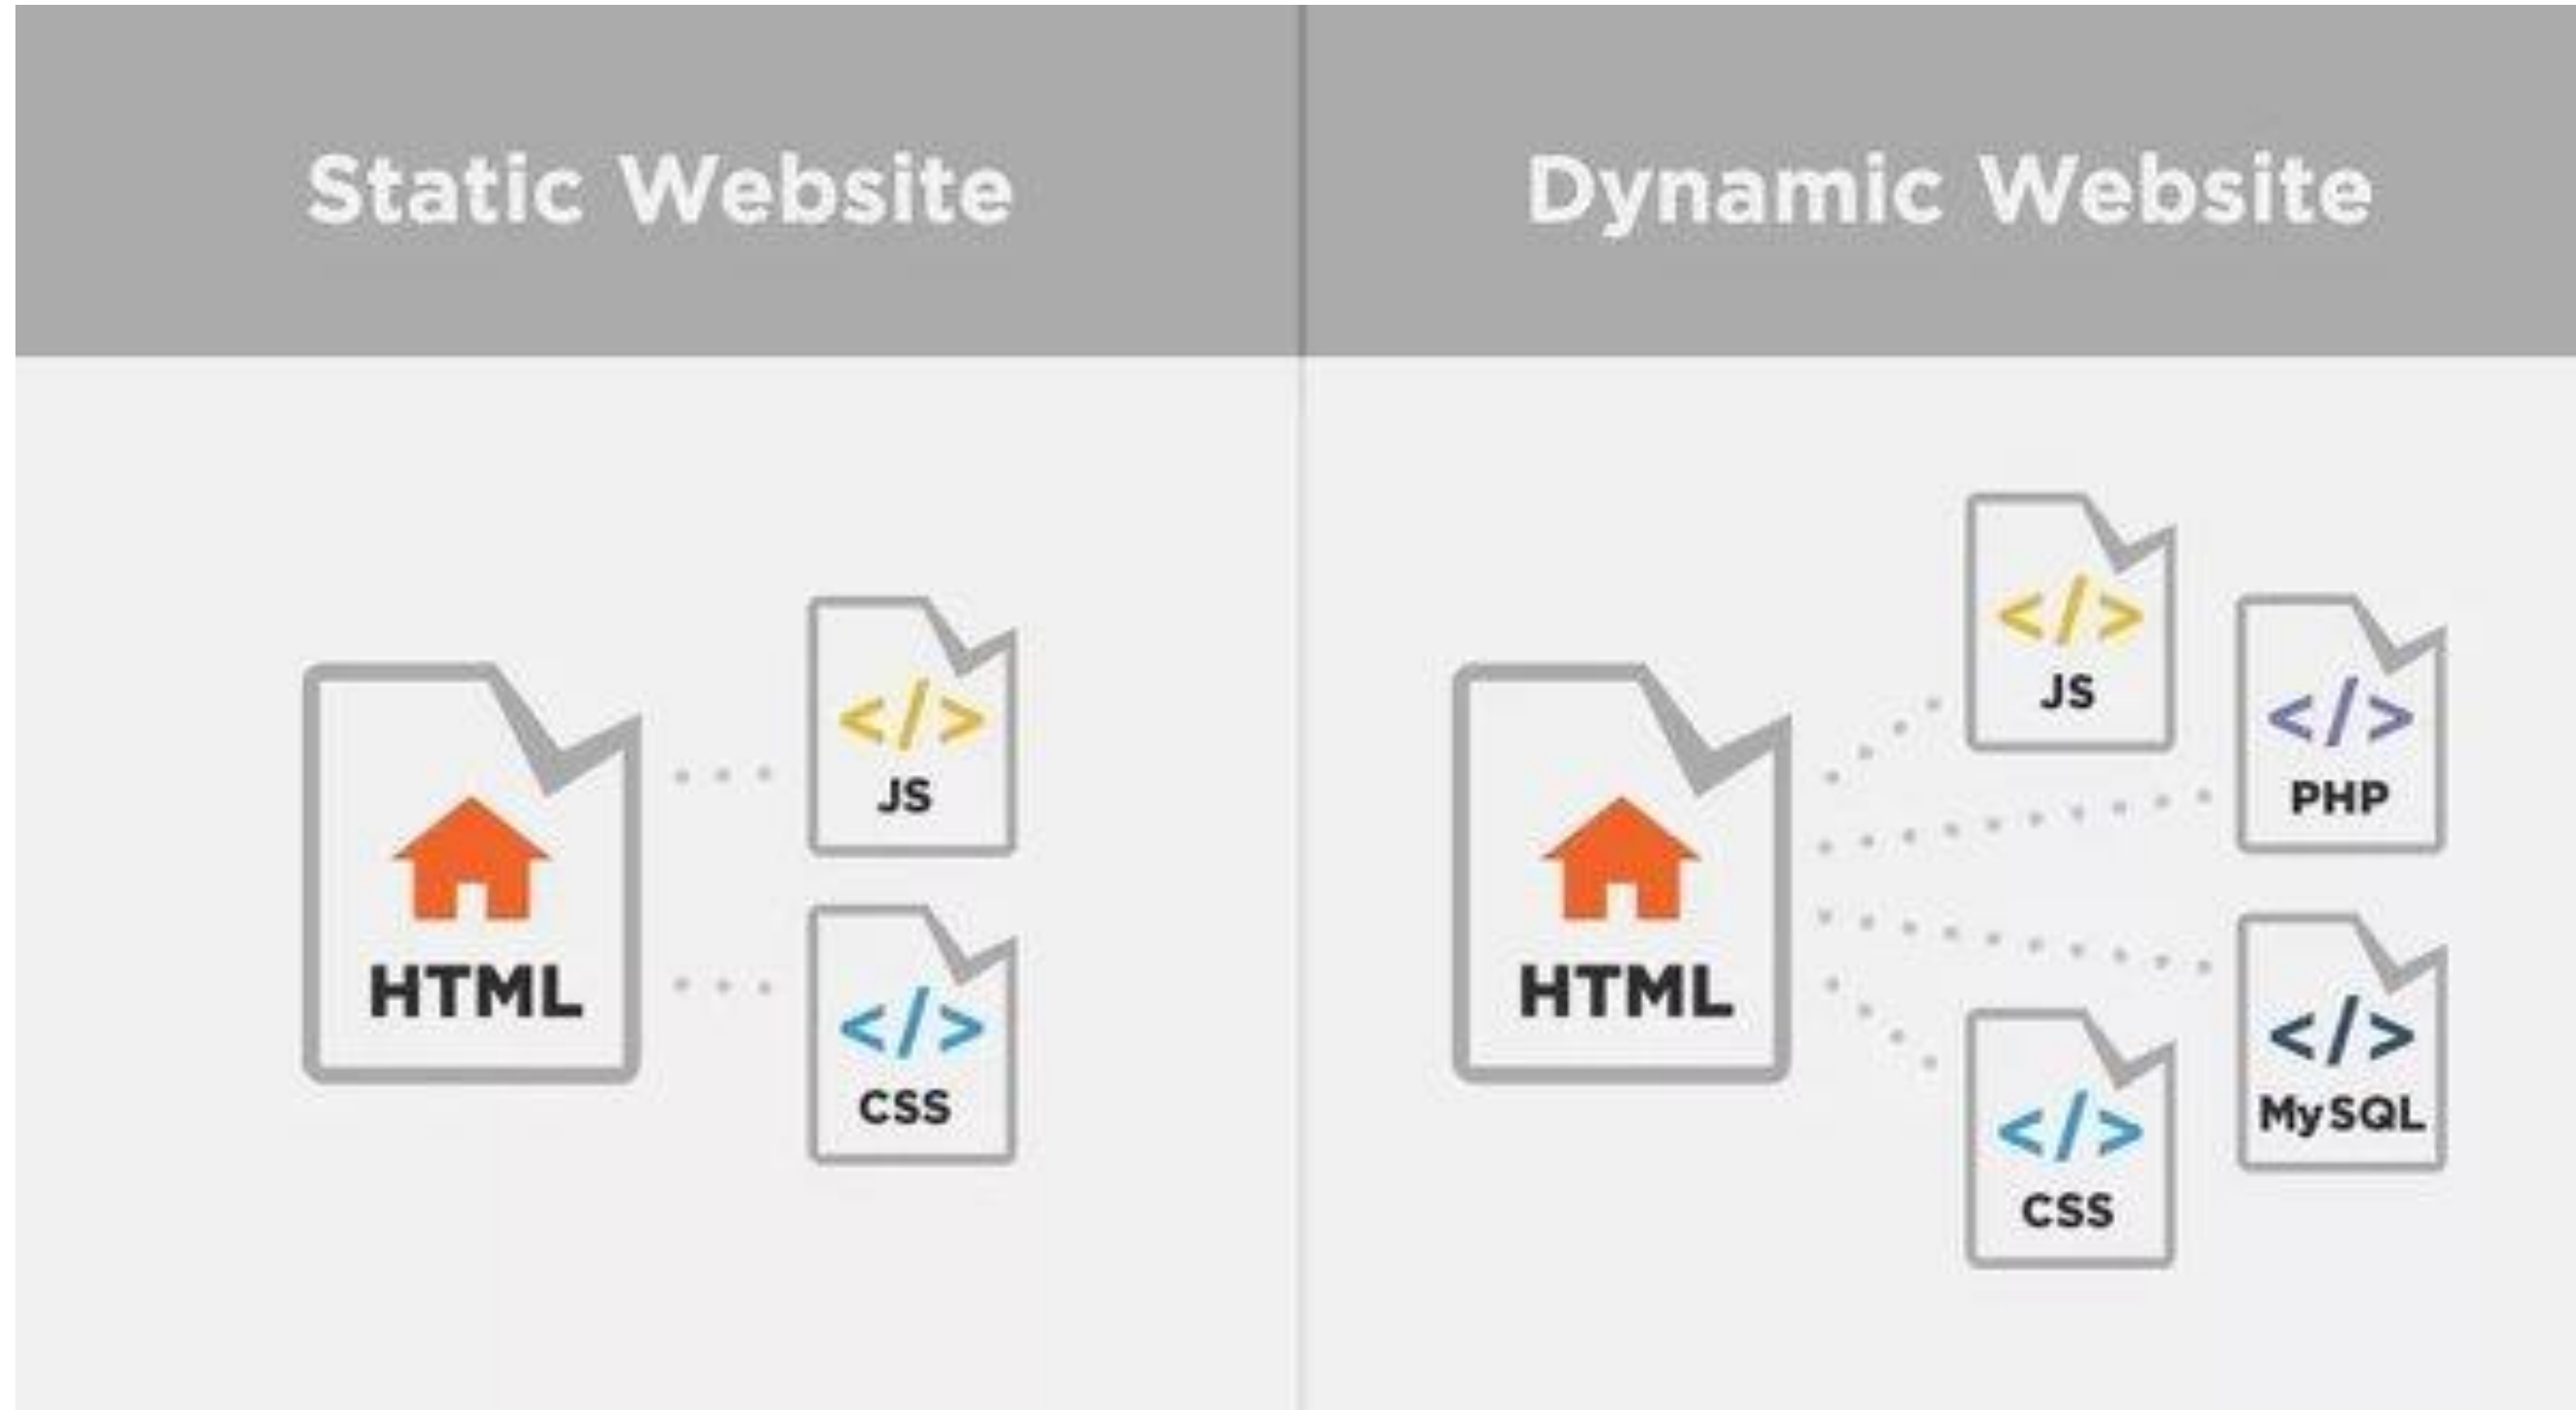 Static Website
Dynamic Website
</>
JS
HTML
</>
CSS
</>
JS
</>
PHP
HTML
</>
MySQL
</>
CSS